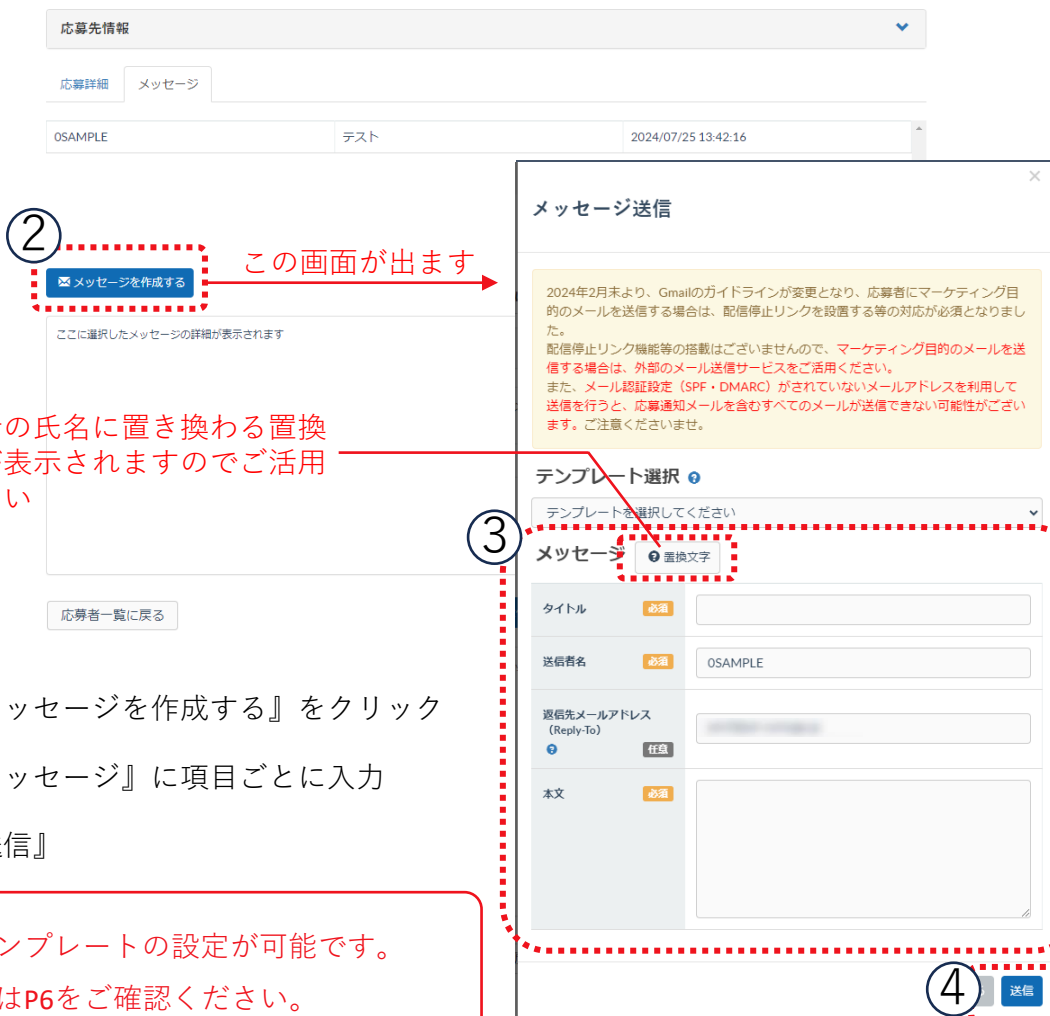 応募先情報
応募詳細
メッセージ
0SAMPLE
テスト
2024/07/25 13:42:16
②
メッセージを作成する
この画面が出ます
ここに選択したメッセージの詳細が表示されます
の氏名に置き換わる置換
表示されますのでご活用
い
応募者一覧に戻る
ッセージを作成する』をクリック
ッセージ』に項目ごとに入力
信』
ンプレートの設定が可能です。
はP6をご確認ください。
×
メッセージ送信
2024年2月末より、Gmailのガイドラインが変更となり、応募者にマーケティング目
的のメールを送信する場合は、配信停止リンクを設置する等の対応が必須となりまし
た。
配信停止リンク機能等の搭載はございませんので、マーケティング目的のメールを送
信する場合は、外部のメール送信サービスをご活用ください。
また、メール認証設定（SPF・DMARC）がされていないメールアドレスを利用して
送信を行うと、応募通知メールを含むすべてのメールが送信できない可能性がござい
ます。ご注意くださいませ。
テンプレート選択
テンプレートを選択してください
③
メッセージ
置換文字
タイトル
必須
送信者名
必須
0SAMPLE
返信先メールアドレス
（Reply-To）
任意
本文
必須
④
送信